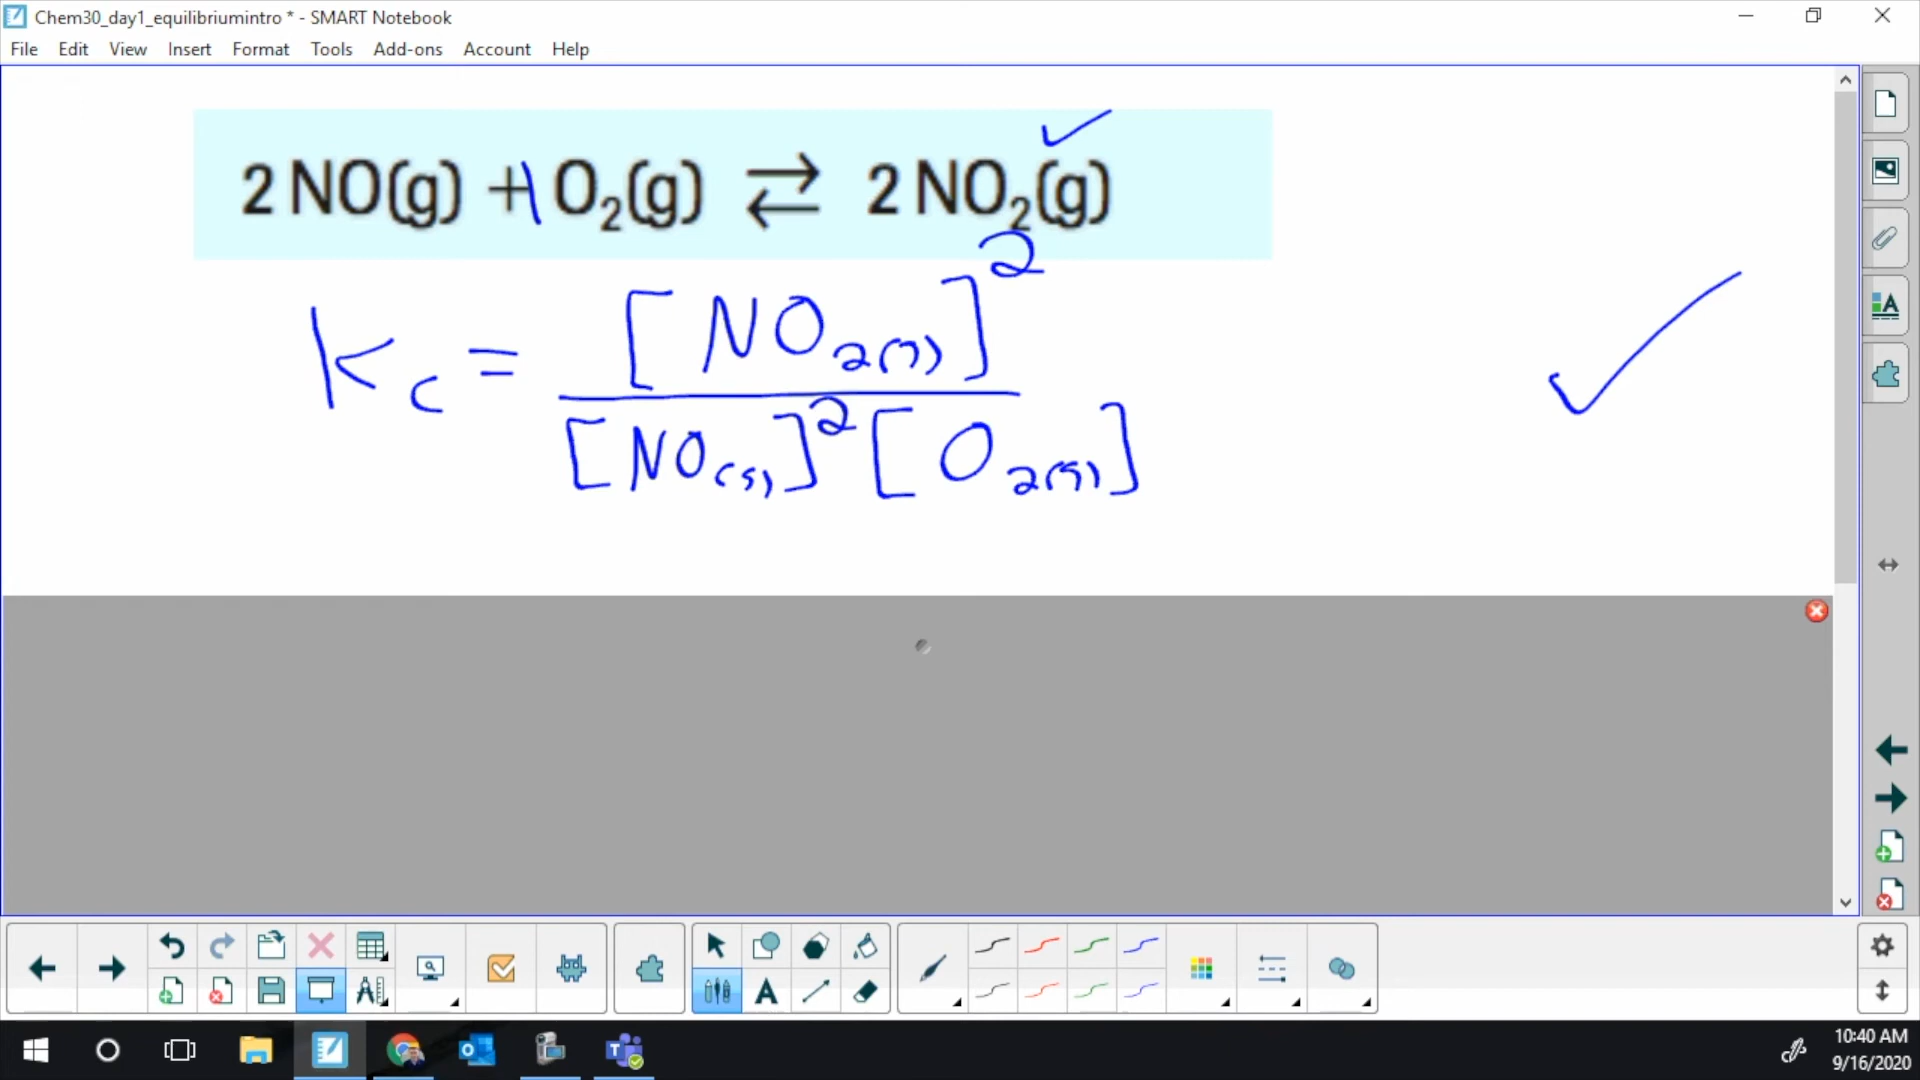 Chem30_day1_equilibriumintro * - SMART Notebook
File Edit View Insert Format Tools Add-ons Account Help
2 NO(g) + 1 O₂(g) ⇄ 2 NO₂(g)
Kc = [NO₂(g)]²
[NO(g)]² [O₂(g)]
10:40 AM
9/16/2020